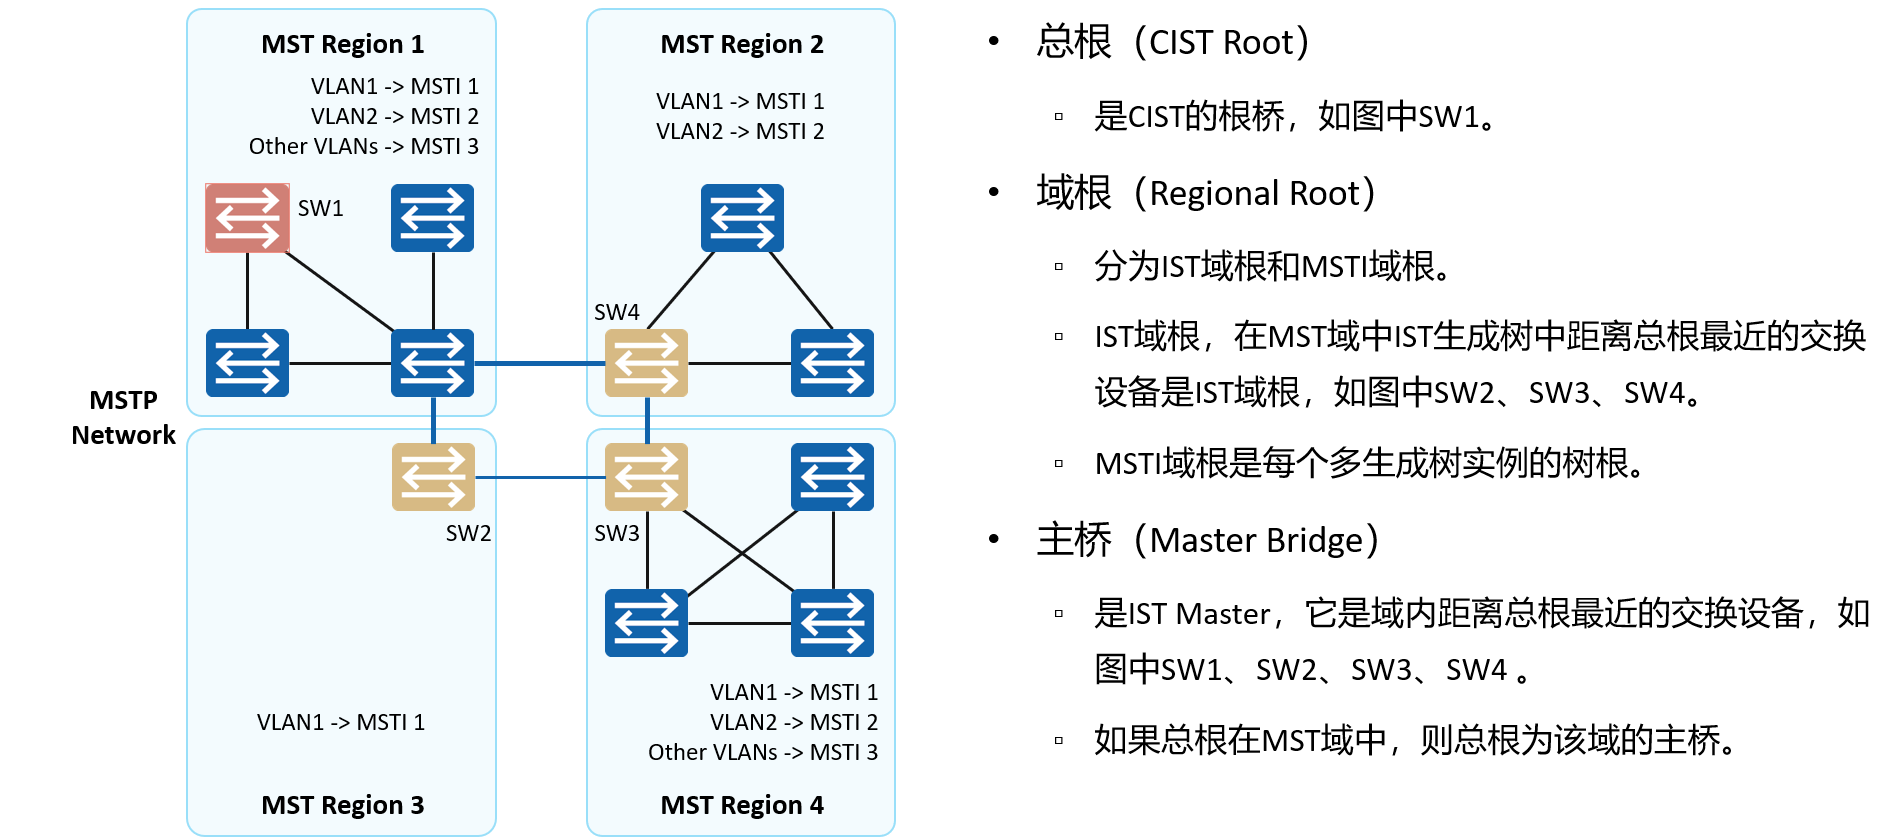 MST Region 1
VLAN1 -> MSTI 1
VLAN2 -> MSTI 2
Other VLANs -> MSTI 3
SW1
MST Region 2
VLAN1 -> MSTI 1
VLAN2 -> MSTI 2
SW4
MSTP
Network
SW2
VLAN1 -> MSTI 1
MST Region 3
SW3
VLAN1 -> MSTI 1
VLAN2 -> MSTI 2
Other VLANs -> MSTI 3
MST Region 4
• 总根（CIST Root）
▫ 是CIST的根桥，如图中SW1。
• 域根（Regional Root）
▫ 分为IST域根和MSTI域根。
▫ IST域根，在MST域中IST生成树中距离总根最近的交换
设备是IST域根，如图中SW2、SW3、SW4。
▫ MSTI域根是每个多生成树实例的树根。
• 主桥（Master Bridge）
▫ 是IST Master，它是域内距离总根最近的交换设备，如
图中SW1、SW2、SW3、SW4 。
▫ 如果总根在MST域中，则总根为该域的主桥。